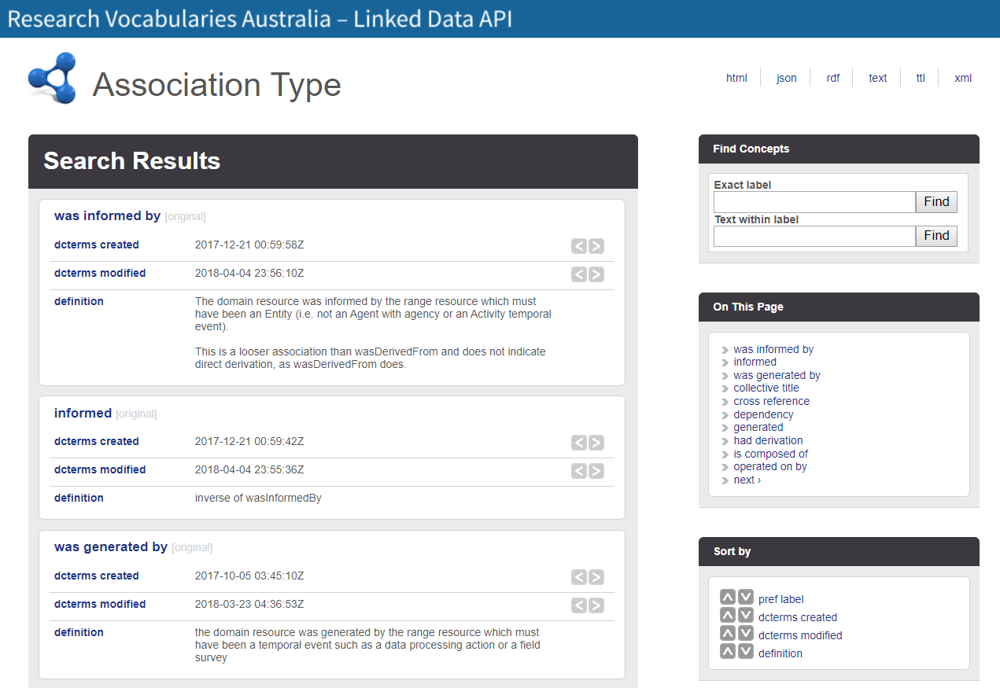 Research Vocabularies Australia – Linked Data API
Association Type
html json rdf text ttl xml
Search Results
was informed by [original]
dcterms created 2017-12-21 00:59:58Z
dcterms modified 2018-04-04 23:56:10Z
definition The domain resource was informed by the range resource which must
have been an Entity (i.e. not an Agent with agency or an Activity temporal
event).
This is a looser association than wasDerivedFrom and does not indicate
direct derivation, as wasDerivedFrom does.
informed [original]
dcterms created 2017-12-21 00:59:42Z
dcterms modified 2018-04-04 23:55:36Z
definition inverse of wasInformedBy
was generated by [original]
dcterms created 2017-10-05 03:45:10Z
dcterms modified 2018-03-23 04:36:53Z
definition the domain resource was generated by the range resource which must
have been a temporal event such as a data processing action or a field
survey
Find Concepts
Exact label
Find
Text within label
Find
On This Page
was informed by
informed
was generated by
collective title
cross reference
dependency
generated
had derivation
is composed of
operated on by
next ›
Sort by
pref label
dcterms created
dcterms modified
definition